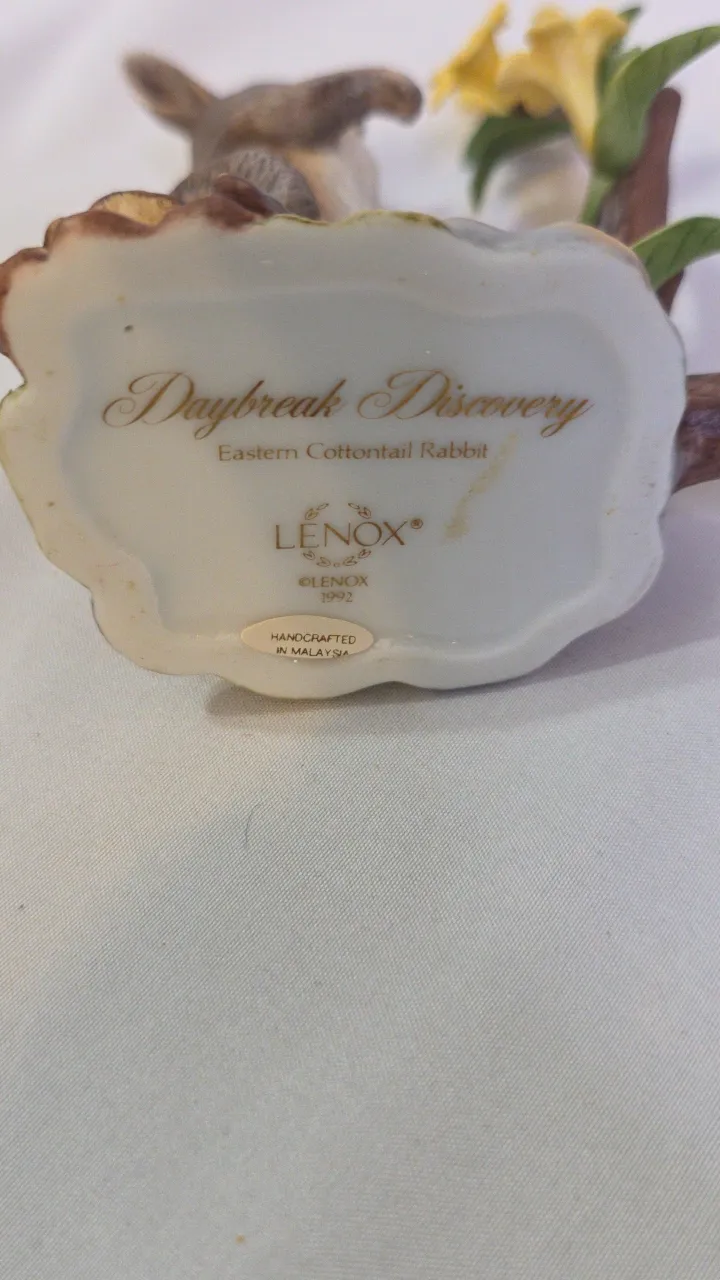 Daybreak Discovery
Eastern Cottontail Rabbit
LENOX®
©LENOX
1992
HANDCRAFTED
IN MALAYSIA